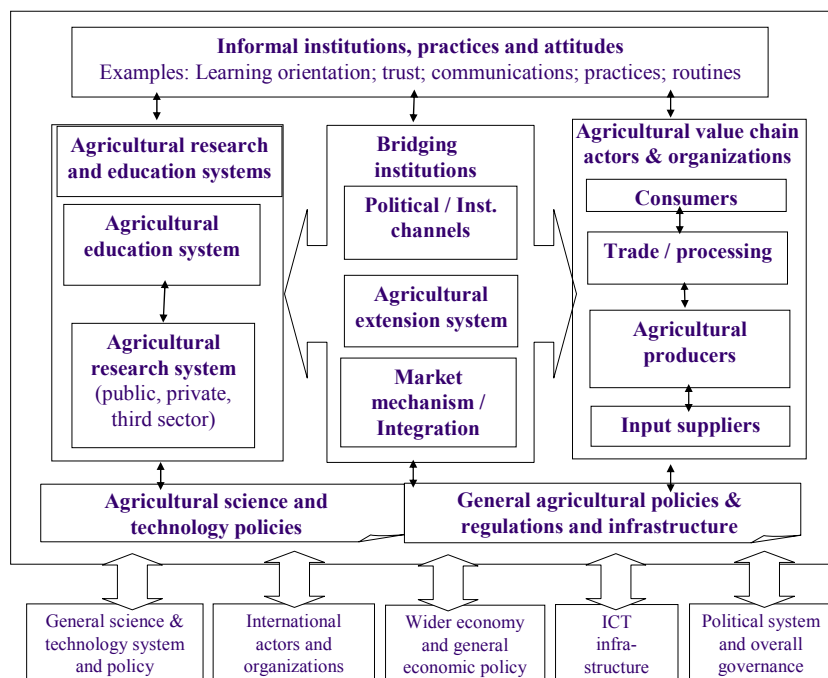 Informal institutions, practices and attitudes
Examples: Learning orientation; trust; communications; practices; routines
Agricultural research
and education systems
Agricultural
education system
Agricultural
research system
(public, private,
third sector)
Bridging
institutions
Political / Inst.
channels
Agricultural
extension system
Market
mechanism /
Integration
Agricultural value chain
actors & organizations
Consumers
Trade / processing
Agricultural
producers
Input suppliers
Agricultural science and
technology policies
General agricultural policies &
regulations and infrastructure
General science &
technology system
and policy
International
actors and
organizations
Wider economy
and general
economic policy
ICT
infra-
structure
Political system
and overall
governance